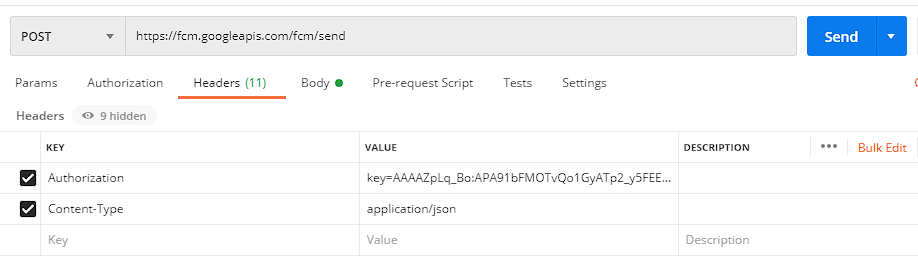 POST https://fcm.googleapis.com/fcm/send Send
Params Authorization Headers (11) Body Pre-request Script Tests Settings
Headers 9 hidden
KEY VALUE DESCRIPTION ••• Bulk Edit
Authorization key=AAAAZpLq_Bo:APA91bFMOTvQo1GyATp2_y5FEE...
Content-Type application/json
Key Value Description